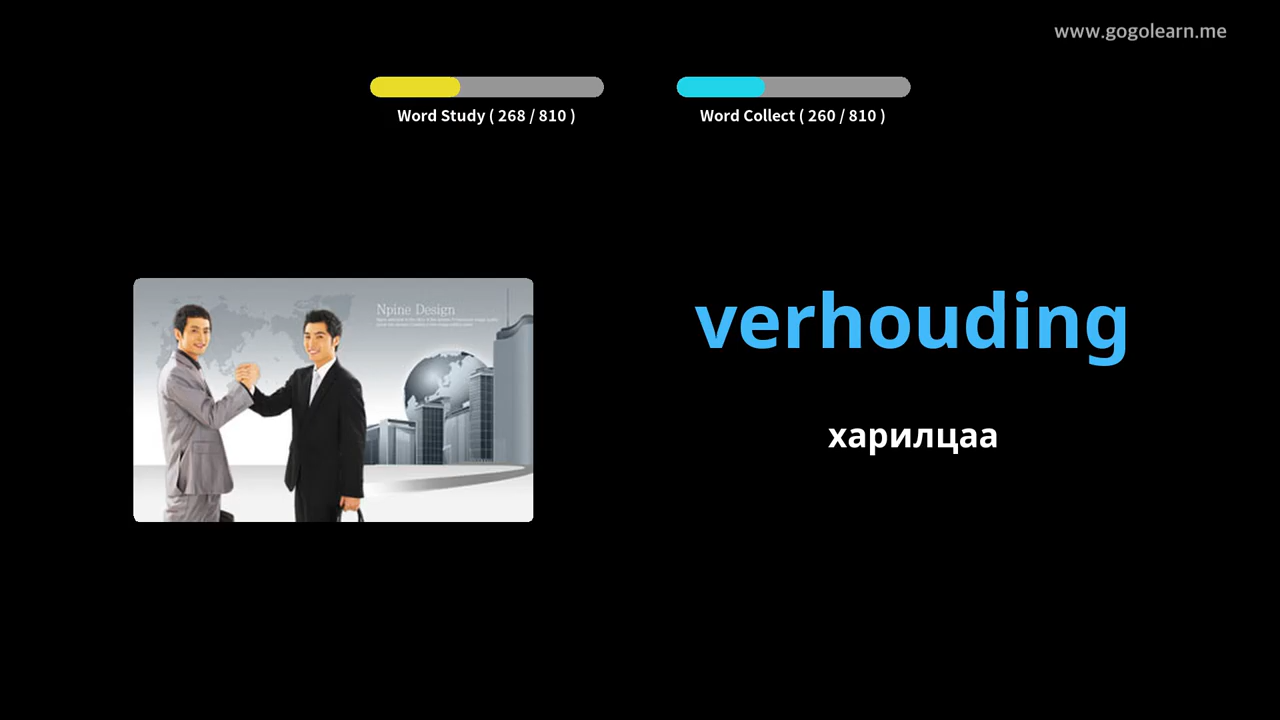 www.gogolearn.me
Word Study ( 268 / 810 )
Word Collect ( 260 / 810 )
Npine Design
verhouding
харилцаа